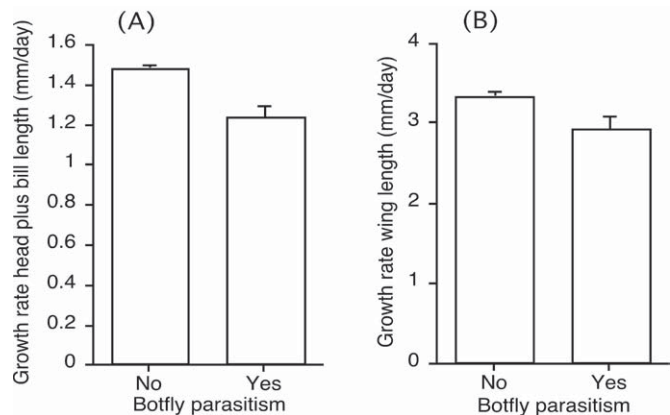 (A)
Growth rate head plus bill length (mm/day)
1.6
1.4
1.2
1
0.8
0.6
0.4
0.2
0
No Yes
Botfly parasitism
(B)
Growth rate wing length (mm/day)
4
3
2
1
0
No Yes
Botfly parasitism